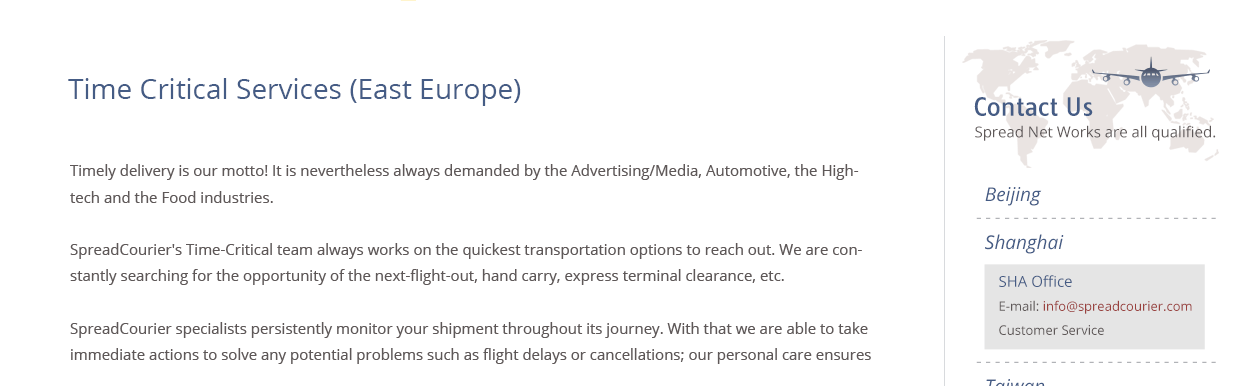 Time Critical Services (East Europe)
Timely delivery is our motto! It is nevertheless always demanded by the Advertising/Media, Automotive, the High-
tech and the Food industries.
SpreadCourier's Time-Critical team always works on the quickest transportation options to reach out. We are con-
stantly searching for the opportunity of the next-flight-out, hand carry, express terminal clearance, etc.
SpreadCourier specialists persistently monitor your shipment throughout its journey. With that we are able to take
immediate actions to solve any potential problems such as flight delays or cancellations; our personal care ensures
Contact Us
Spread Net Works are all qualified.
Beijing
Shanghai
SHA Office
E-mail: info@spreadcourier.com
Customer Service
Taiwan